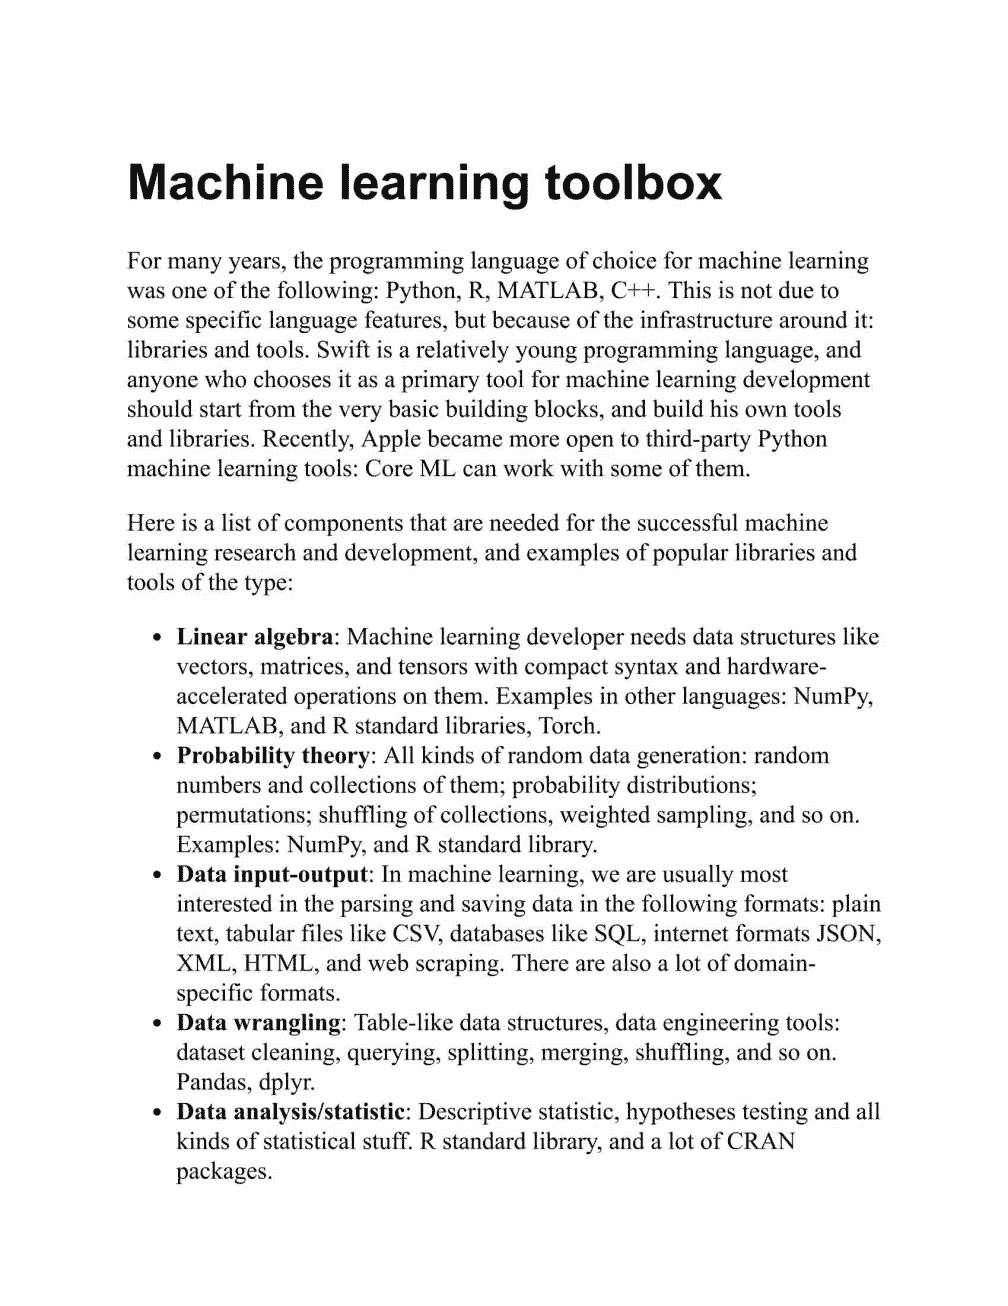 Machine learning toolbox
For many years, the programming language of choice for machine learning
was one of the following: Python, R, MATLAB, C++. This is not due to
some specific language features, but because of the infrastructure around it:
libraries and tools. Swift is a relatively young programming language, and
anyone who chooses it as a primary tool for machine learning development
should start from the very basic building blocks, and build his own tools
and libraries. Recently, Apple became more open to third-party Python
machine learning tools: Core ML can work with some of them.
Here is a list of components that are needed for the successful machine
learning research and development, and examples of popular libraries and
tools of the type:
• Linear algebra: Machine learning developer needs data structures like
vectors, matrices, and tensors with compact syntax and hardware-
accelerated operations on them. Examples in other languages: NumPy,
MATLAB, and R standard libraries, Torch.
• Probability theory: All kinds of random data generation: random
numbers and collections of them; probability distributions;
permutations; shuffling of collections, weighted sampling, and so on.
Examples: NumPy, and R standard library.
• Data input-output: In machine learning, we are usually most
interested in the parsing and saving data in the following formats: plain
text, tabular files like CSV, databases like SQL, internet formats JSON,
XML, HTML, and web scraping. There are also a lot of domain-
specific formats.
• Data wrangling: Table-like data structures, data engineering tools:
dataset cleaning, querying, splitting, merging, shuffling, and so on.
Pandas, dplyr.
• Data analysis/statistic: Descriptive statistic, hypotheses testing and all
kinds of statistical stuff. R standard library, and a lot of CRAN
packages.